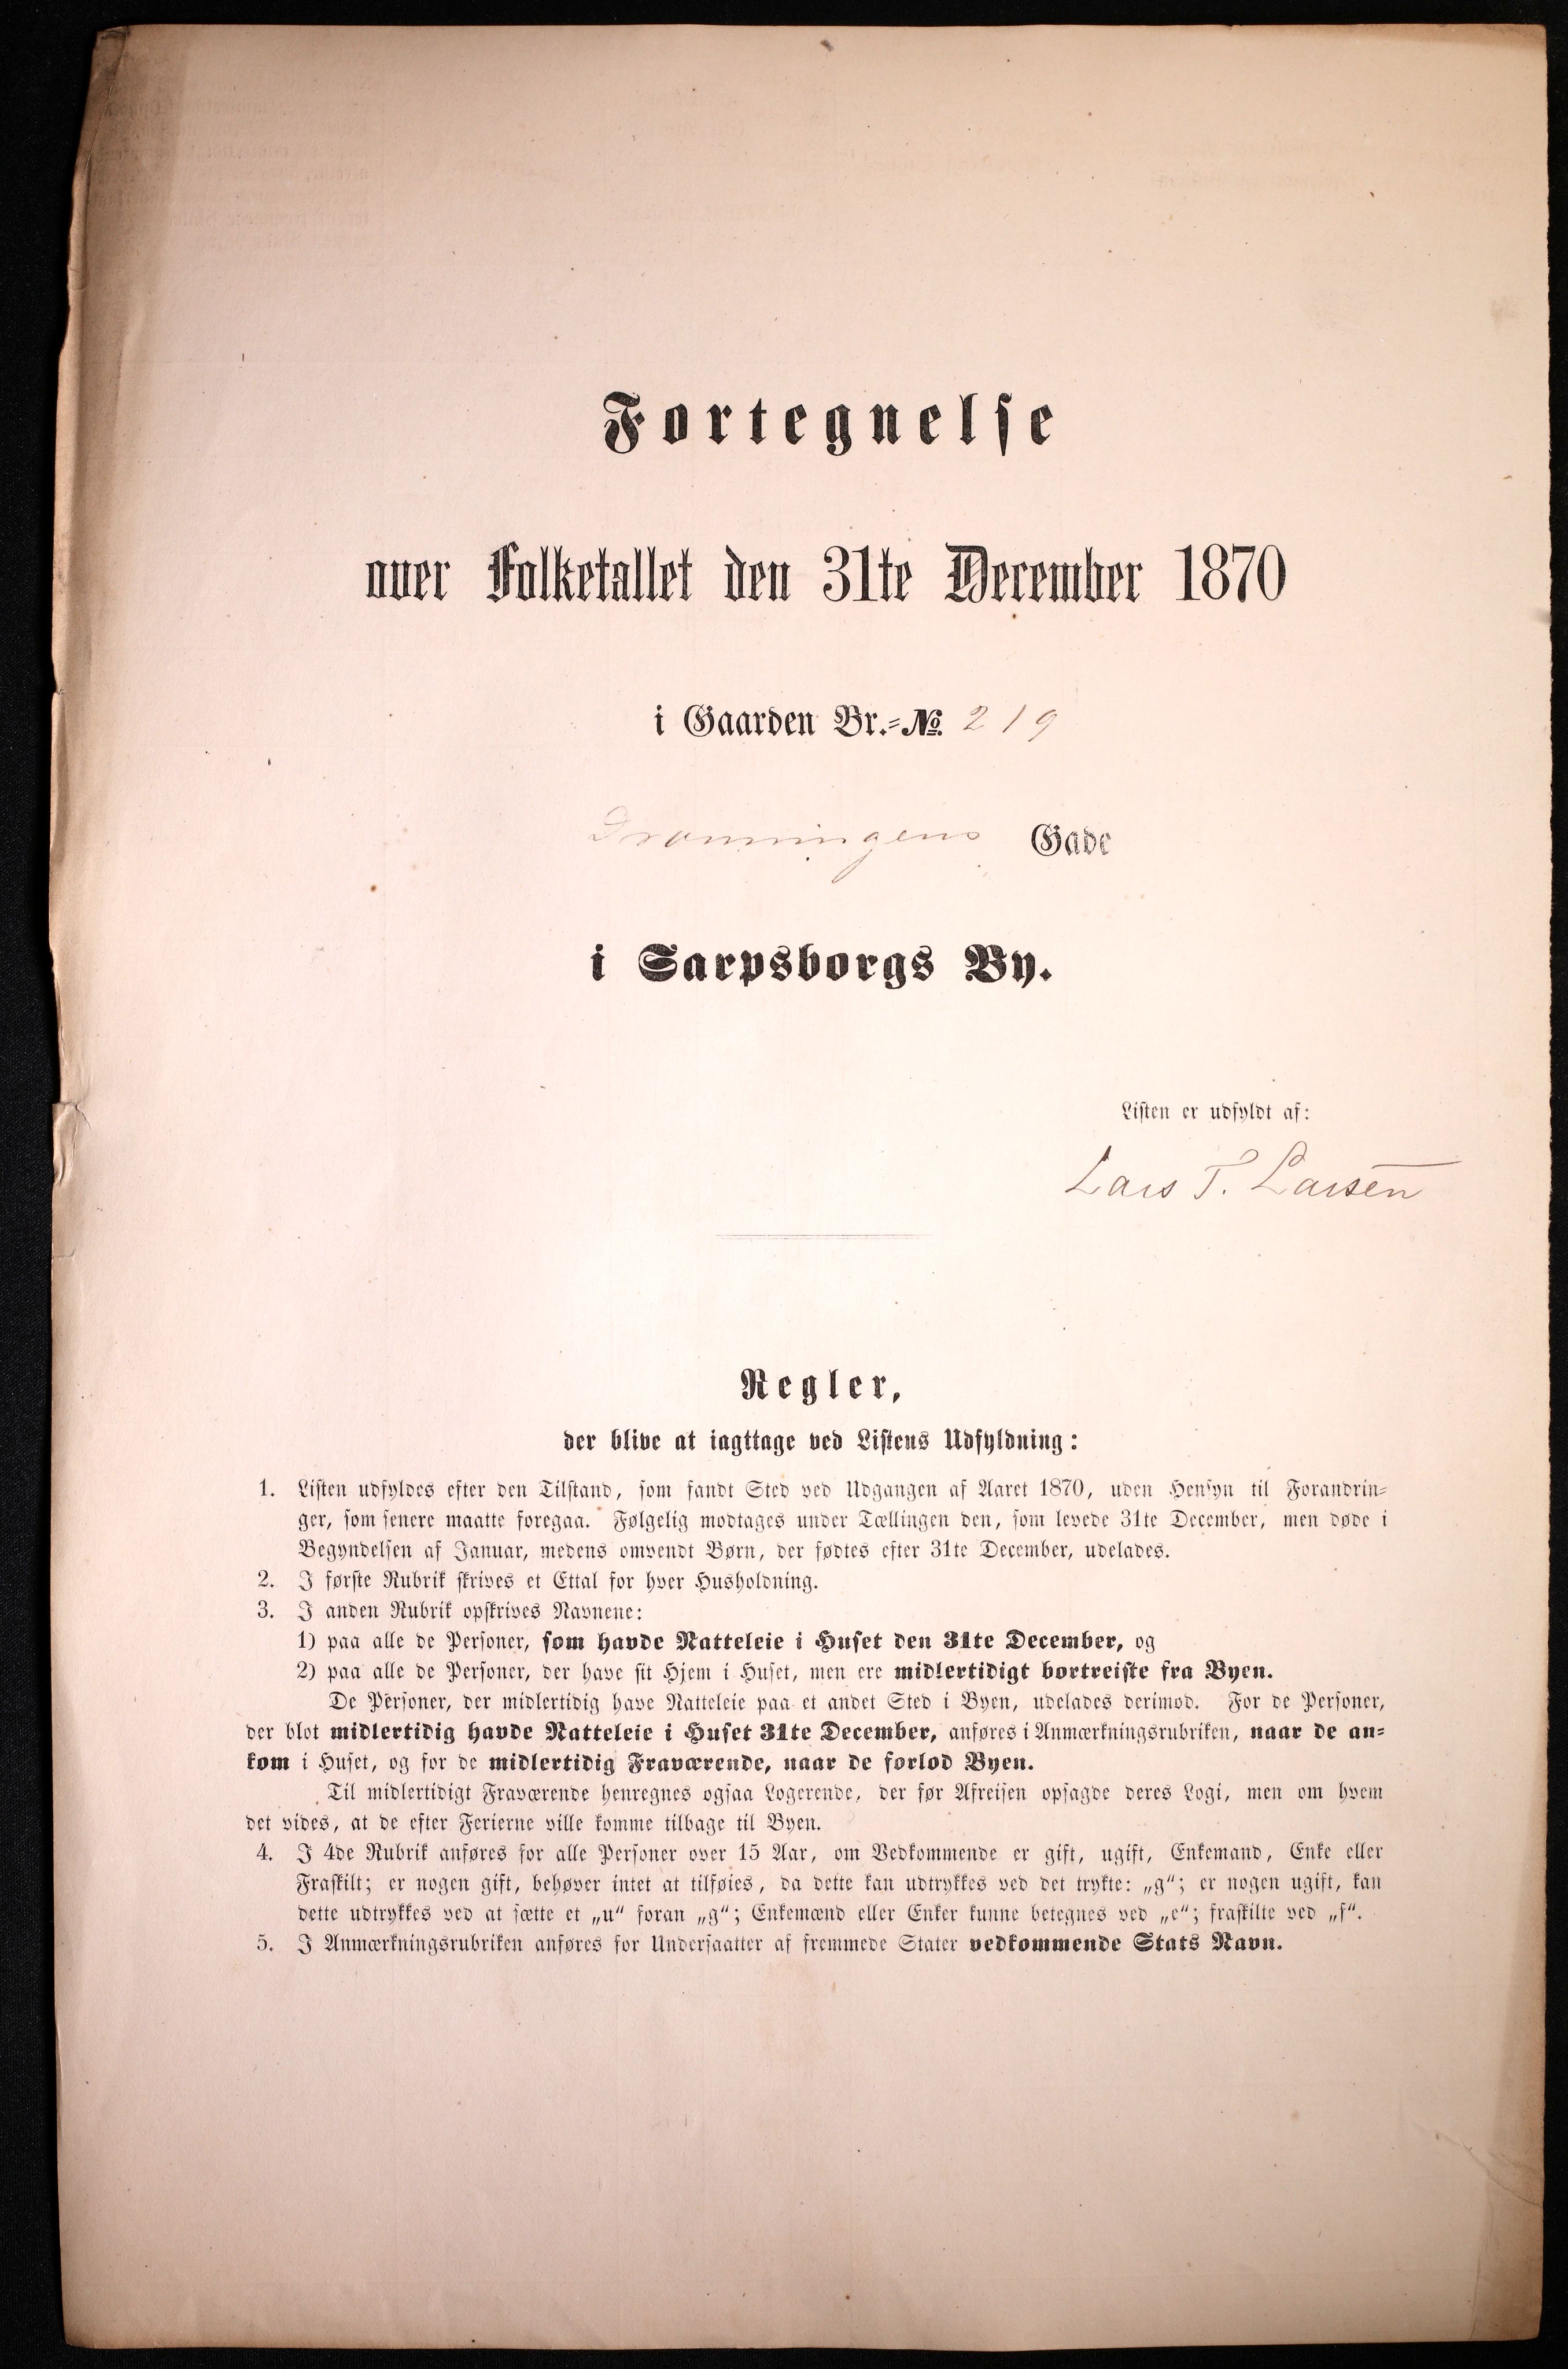 Fortegnelse
over Folketallet den 31te December 1870
i Gaarden Br.-№ 219
Dronningens Gade
i Sarpsborgs By.
Listen er udfyldt af:
Lars T. Larsen
Regler,
der blive at iagttage ved Listens Udfyldning:
1. Listen udfyldes efter den Tilstand, som fandt Sted ved Udgangen af Aaret 1870, uden Hensyn til Forandrin-
ger, som senere maatte foregaa. Følgelig modtages under Tællingen den, som levede 31te December, men døde i
Begyndelsen af Januar, medens omvendt Børn, der fødtes efter 31te December, udelades.
2. I første Rubrik skrives et Ettal for hver Husholdning.
3. I anden Rubrik opskrives Navnene:
1) paa alle de Personer, som havde Natteleie i Huset den 31te December, og
2) paa alle de Personer, der have sit Hjem i Huset, men ere midlertidigt bortreiste fra Byen.
De Personer, der midlertidig have Natteleie paa et andet Sted i Byen, udelades derimod. For de Personer,
der blot midlertidig havde Natteleie i Huset 31te December, anføres i Anmærkningsrubriken, naar de an-
kom i Huset, og for de midlertidig Fraværende, naar de forlod Byen.
Til midlertidigt Fraværende henregnes ogsaa Logerende, der før Afreisen opsagde deres Logi, men om hvem
det vides, at de efter Ferierne ville komme tilbage til Byen.
4. I 4de Rubrik anføres for alle Personer over 15 Aar, om Vedkommende er gift, ugift, Enkemand, Enke eller
Fraskilt; er nogen gift, behøver intet at tilføies, da dette kan udtrykkes ved det trykte: „g“; er nogen ugift, kan
dette udtrykkes ved at sætte et „u“ foran „g“; Enkemænd eller Enker kunne betegnes ved „e“; fraskilte ved „f“.
5. I Anmærkningsrubriken anføres for Undersaatter af fremmede Stater vedkommende Stats Navn.